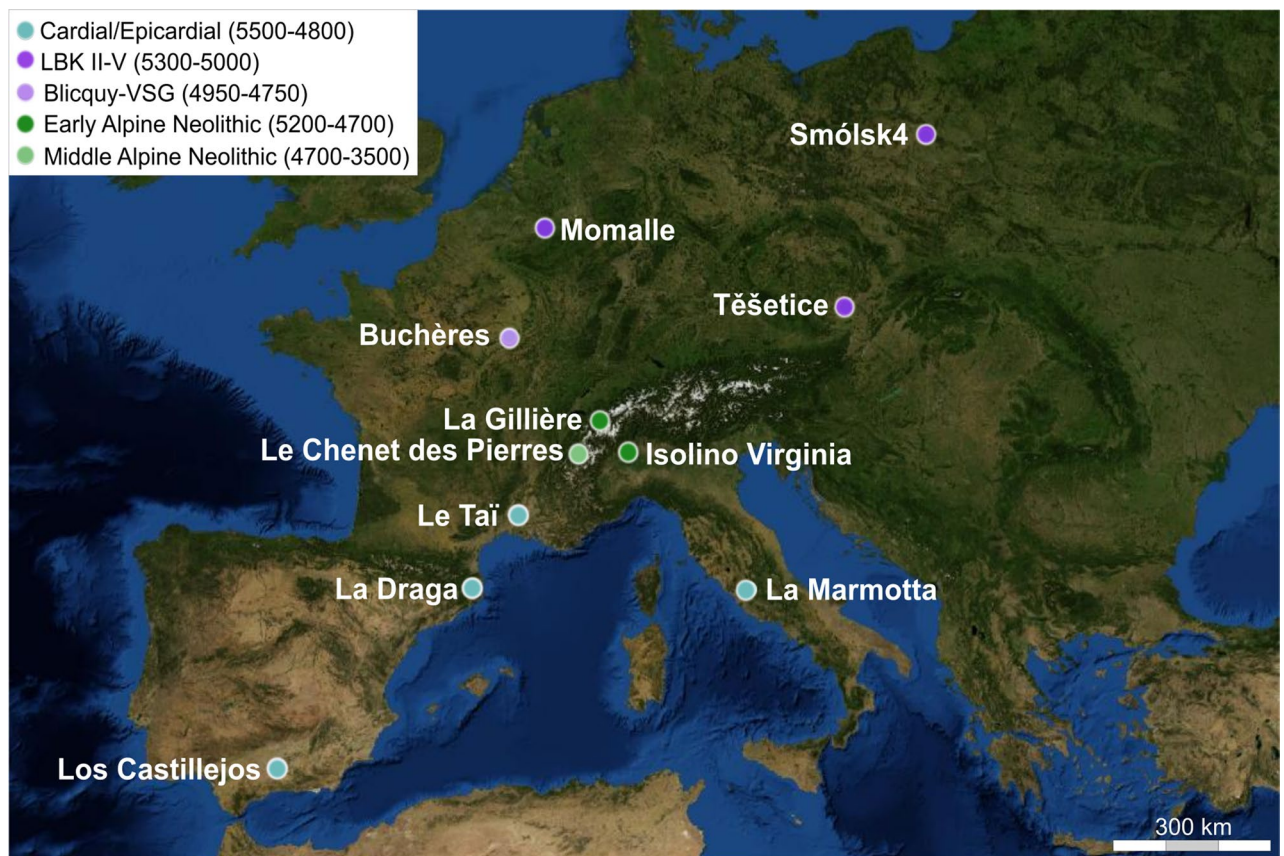 Cardial/Epicardial (5500-4800)
LBK II-V (5300-5000)
Blicquy-VSG (4950-4750)
Early Alpine Neolithic (5200-4700)
Middle Alpine Neolithic (4700-3500)
Smólsk4
Momalle
Těšetice
Buchères
La Gillière
Le Chenet des Pierres
Isolino Virginia
Le Taï
La Draga
La Marmotta
Los Castillejos
300 km